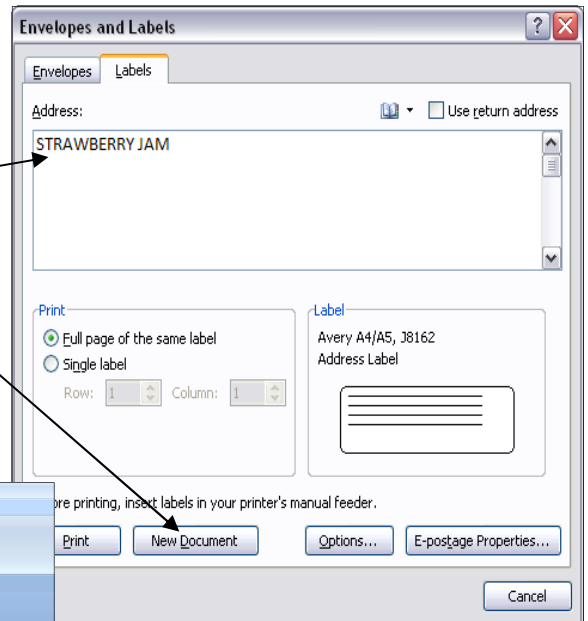 Envelopes and Labels
Envelopes Labels
Address: Use return address
STRAWBERRY JAM
Print
Full page of the same label
Single label
Row: 1 Column: 1
Label
Avery A4/A5, J8162
Address Label
printing, insert labels in your printer's manual feeder.
Print New Document Options... E-postage Properties...
Cancel